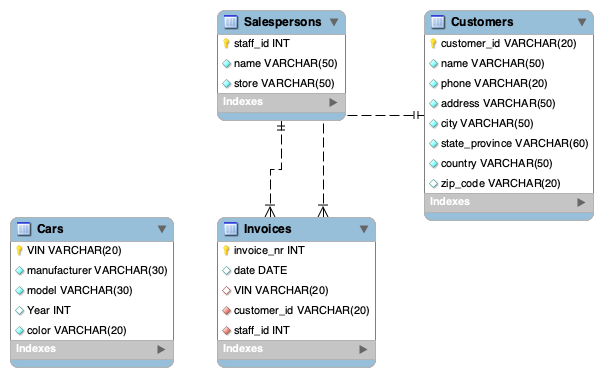 Salespersons
staff_id INT
name VARCHAR(50)
store VARCHAR(50)
Indexes
Customers
customer_id VARCHAR(20)
name VARCHAR(50)
phone VARCHAR(20)
address VARCHAR(50)
city VARCHAR(50)
state_province VARCHAR(60)
country VARCHAR(50)
zip_code VARCHAR(20)
Indexes
Cars
VIN VARCHAR(20)
manufacturer VARCHAR(30)
model VARCHAR(30)
Year INT
color VARCHAR(20)
Indexes
Invoices
invoice_nr INT
date DATE
VIN VARCHAR(20)
customer_id VARCHAR(20)
staff_id INT
Indexes